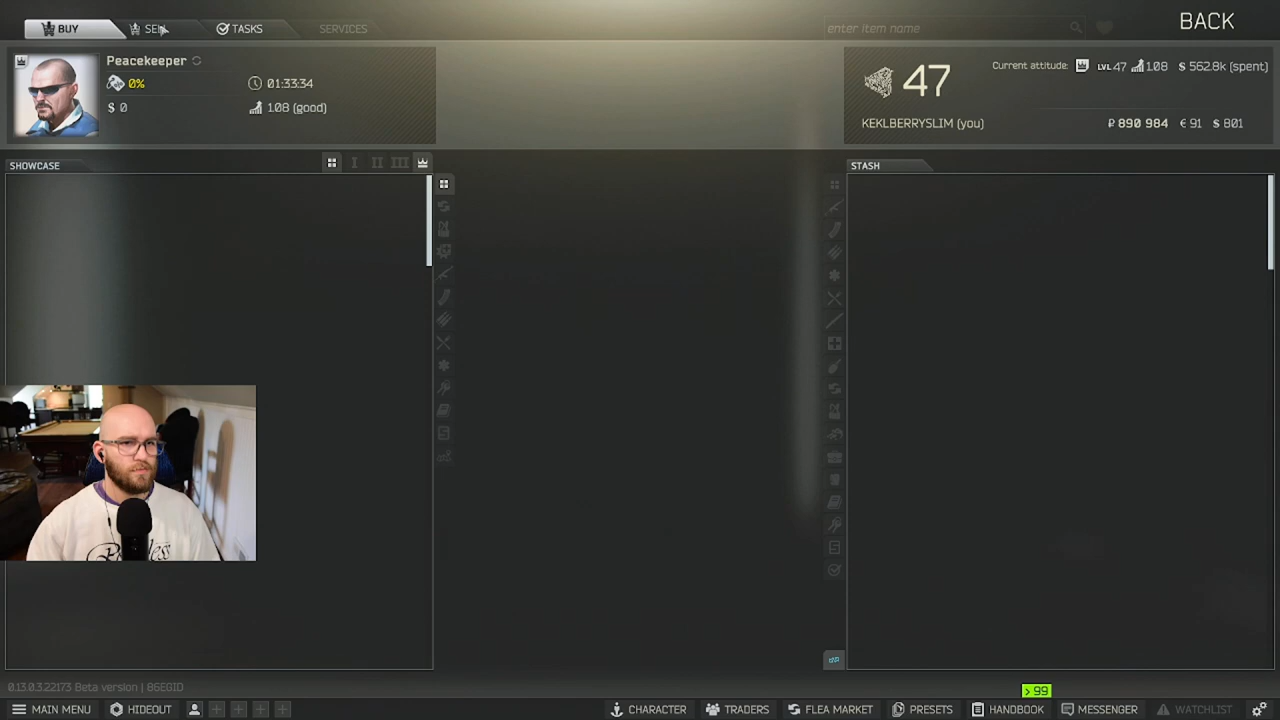 BUY
SELL
TASKS
SERVICES
enter item name
BACK
Peacekeeper
0%
01:33:34
$ 0
1.08 (good)
47
Current attitude:
LVL 47
1.08
$ 562.8k (spent)
KEKLBERRYSLIM (you)
₽ 890 984
€ 91
$ 801
SHOWCASE
I
II
III
STASH
0.13.0.3.22173 Beta version | 86EGID
> 99
MAIN MENU
HIDEOUT
CHARACTER
TRADERS
FLEA MARKET
PRESETS
HANDBOOK
MESSENGER
WATCHLIST